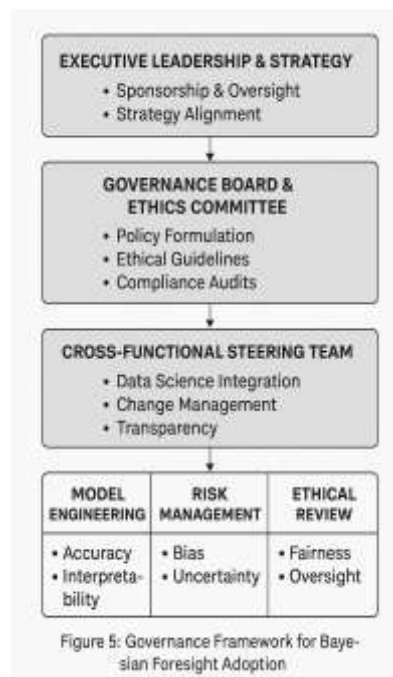 EXECUTIVE LEADERSHIP & STRATEGY
• Sponsorship & Oversight
• Strategy Alignment
GOVERNANCE BOARD &
ETHICS COMMITTEE
• Policy Formulation
• Ethical Guidelines
• Compliance Audits
CROSS-FUNCTIONAL STEERING TEAM
• Data Science Integration
• Change Management
• Transparency
MODEL
ENGINEERING
• Accuracy
• Interpreta-
bility
RISK
MANAGEMENT
• Bias
• Uncertainty
ETHICAL
REVIEW
• Fairness
• Oversight
Figure 5: Governance Framework for Baye-
sian Foresight Adoption